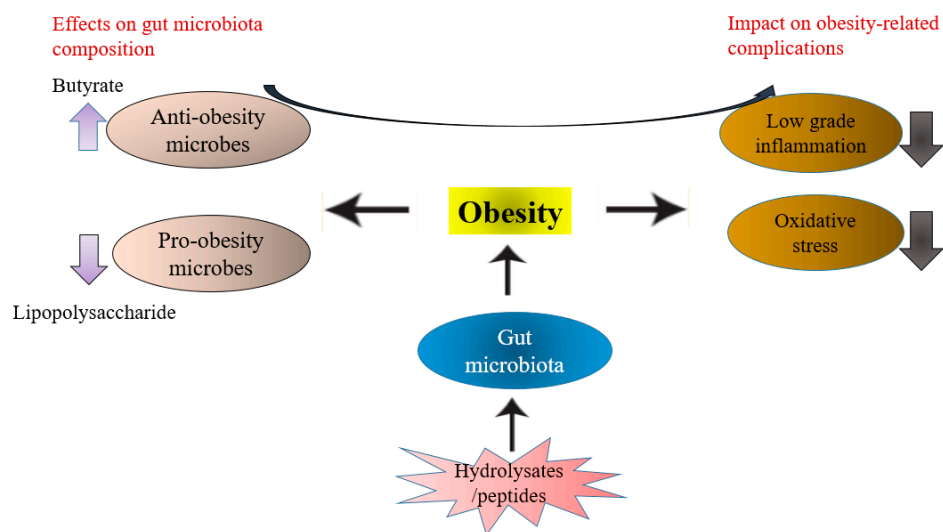 Effects on gut microbiota
composition
Butyrate
Anti-obesity
microbes
Pro-obesity
microbes
Lipopolysaccharide
Obesity
Gut
microbiota
Hydrolysates
/peptides
Impact on obesity-related
complications
Low grade
inflammation
Oxidative
stress